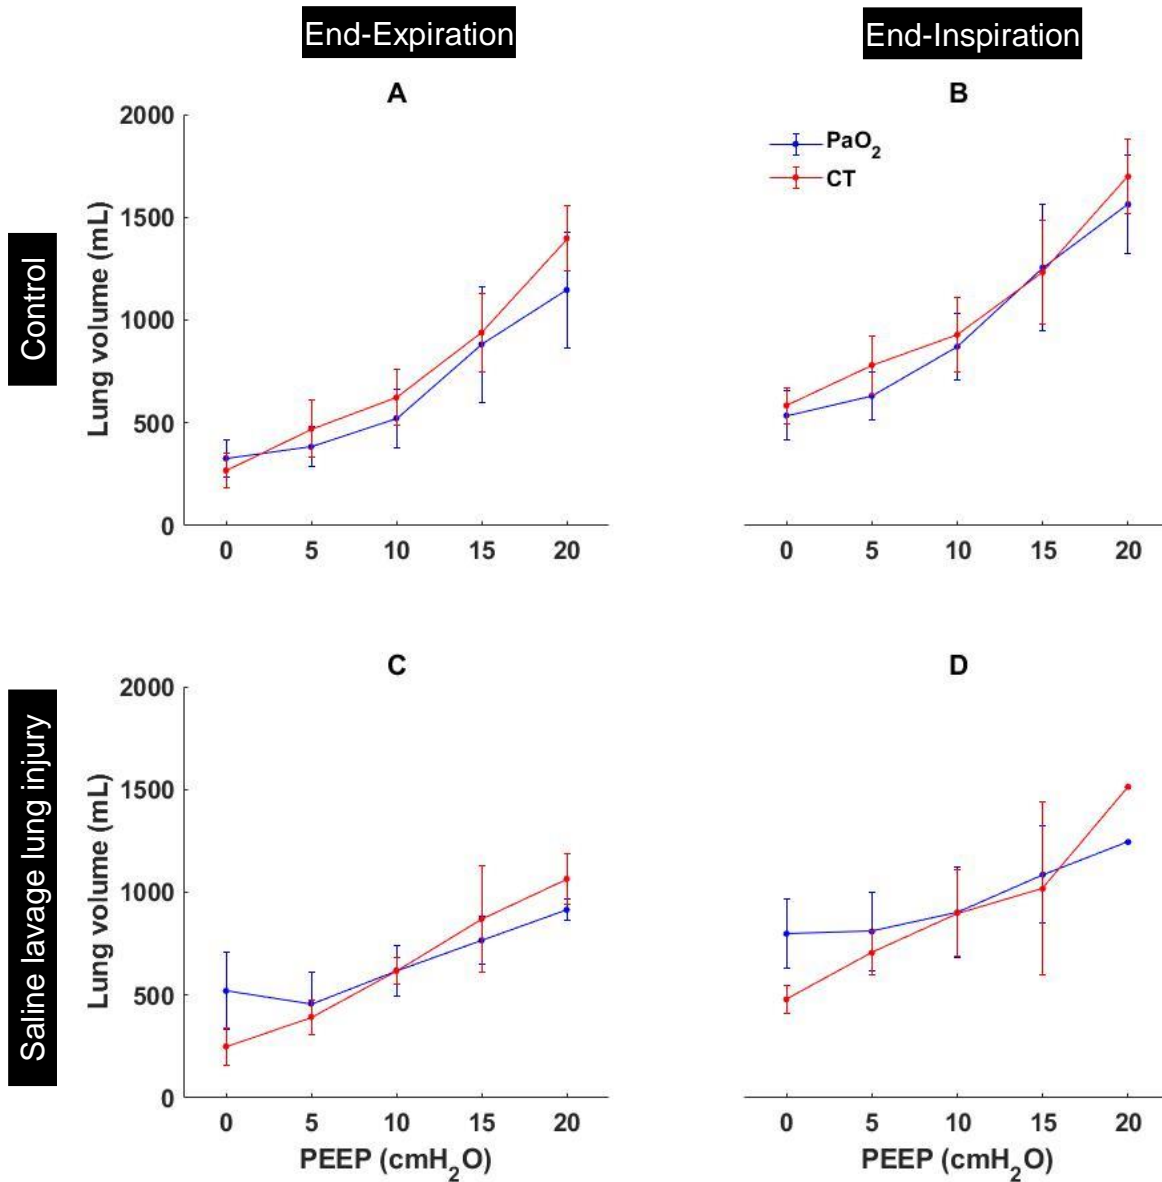 End-Expiration
End-Inspiration
Control
A
2000
1500
1000
500
0
Lung volume (mL)
0 5 10 15 20
B
PaO2
CT
0 5 10 15 20
Saline lavage lung injury
C
2000
1500
1000
500
0
Lung volume (mL)
0 5 10 15 20
PEEP (cmH2O)
D
0 5 10 15 20
PEEP (cmH2O)